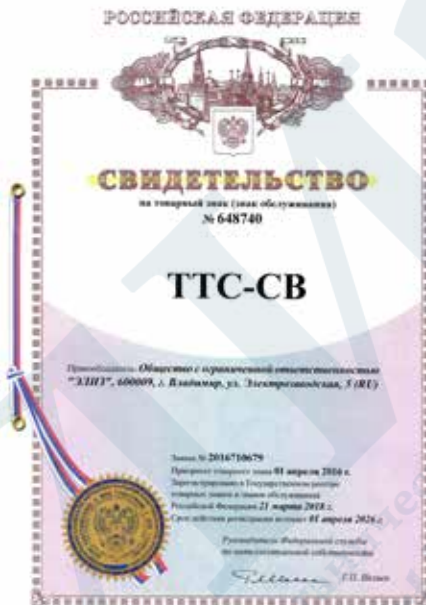 РОССИЙСКАЯ ФЕДЕРАЦИЯ
СВИДЕТЕЛЬСТВО
на товарный знак (знак обслуживания)
№ 648740
ТТС-СВ
Правообладатель: Общество с ограниченной ответственностью
600009, г. Владимир, ул. Электрозаводская, 5 (RU)
Заявка № 2016710679
Приоритет товарного знака 01 апреля 2016 г.
Зарегистрировано в Государственном реестре
товарных знаков и знаков обслуживания
Российской Федерации 21 марта 2018 г.
Срок действия регистрации истекает 01 апреля 2026 г.
Руководитель Федеральной службы
по интеллектуальной собственности
Г.П. Ивлиев